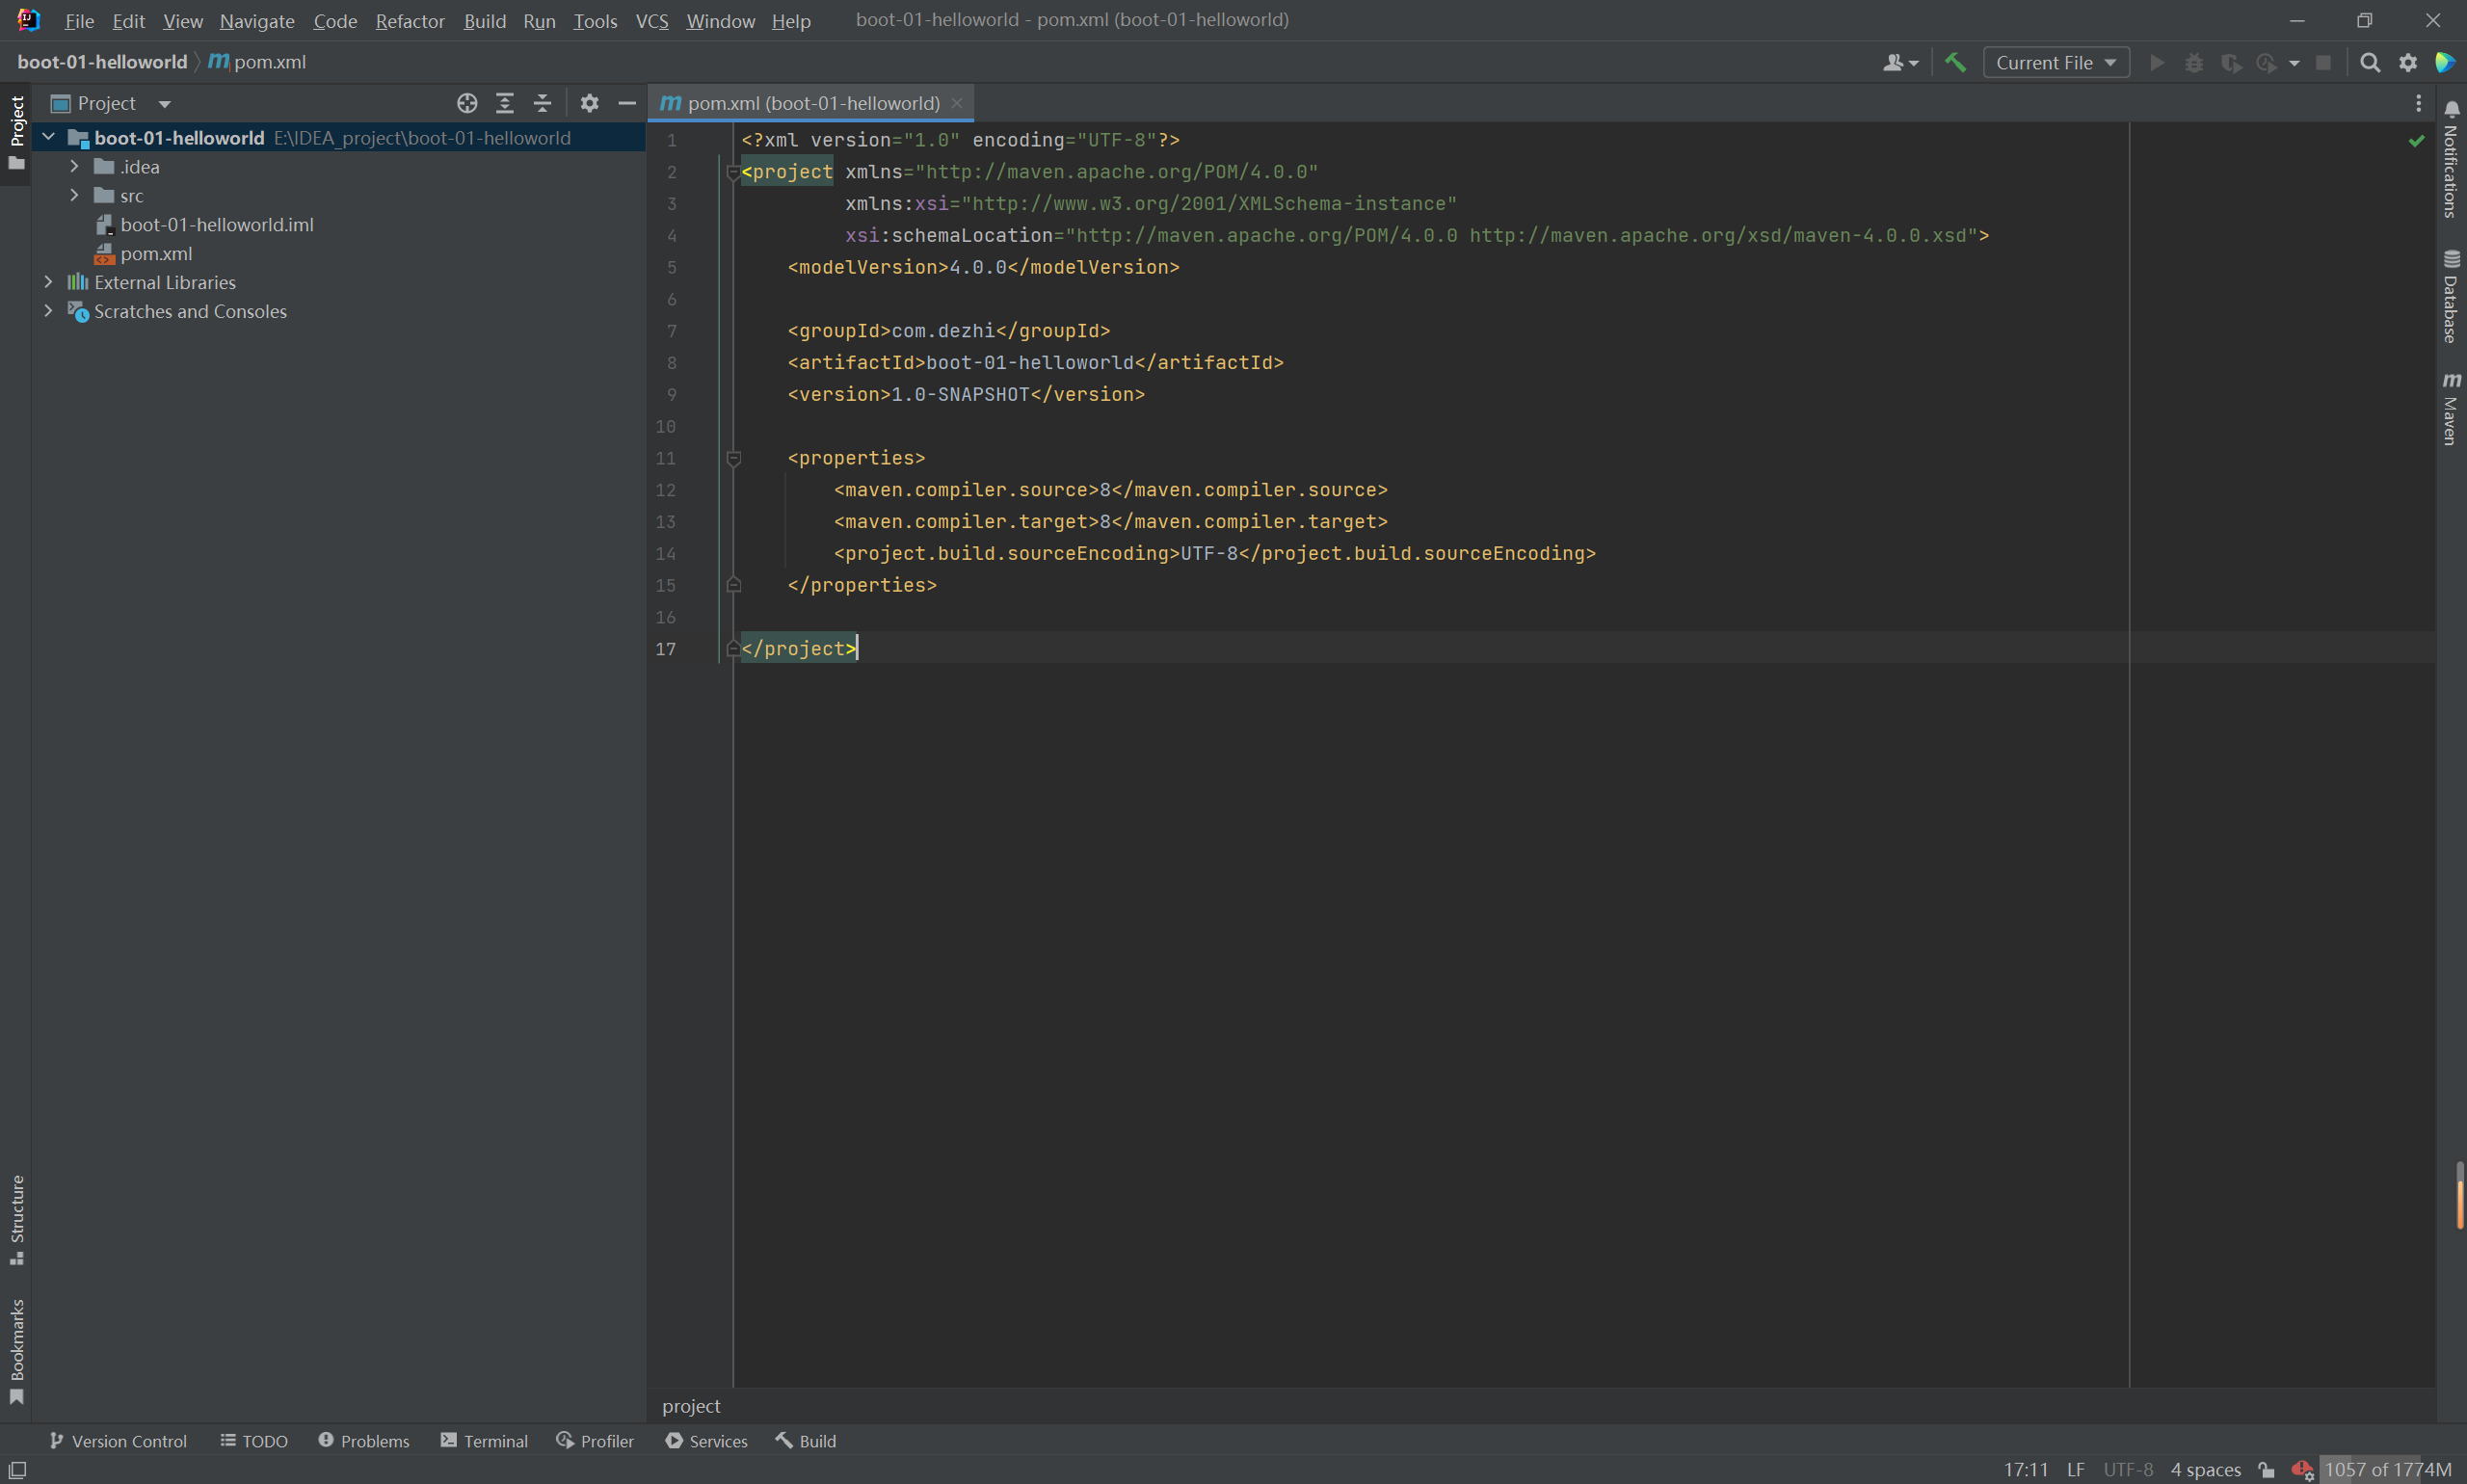 File Edit View Navigate Code Refactor Build Run Tools VCS Window Help boot-01-helloworld - pom.xml (boot-01-helloworld)
boot-01-helloworld pom.xml Current File
Project
Project
boot-01-helloworld E:\IDEA_project\boot-01-helloworld
.idea
src
boot-01-helloworld.iml
pom.xml
External Libraries
Scratches and Consoles
Structure
Bookmarks
pom.xml (boot-01-helloworld)
1 <?xml version="1.0" encoding="UTF-8"?>
2 <project xmlns="http://maven.apache.org/POM/4.0.0"
3 xmlns:xsi="http://www.w3.org/2001/XMLSchema-instance"
4 xsi:schemaLocation="http://maven.apache.org/POM/4.0.0 http://maven.apache.org/xsd/maven-4.0.0.xsd">
5 <modelVersion>4.0.0</modelVersion>
6
7 <groupId>com.dezhi</groupId>
8 <artifactId>boot-01-helloworld</artifactId>
9 <version>1.0-SNAPSHOT</version>
10
11 <properties>
12 <maven.compiler.source>8</maven.compiler.source>
13 <maven.compiler.target>8</maven.compiler.target>
14 <project.build.sourceEncoding>UTF-8</project.build.sourceEncoding>
15 </properties>
16
17 </project>
project
Notifications
Database
Maven
Version Control TODO Problems Terminal Profiler Services Build
17:11 LF UTF-8 4 spaces 1057 of 1774M